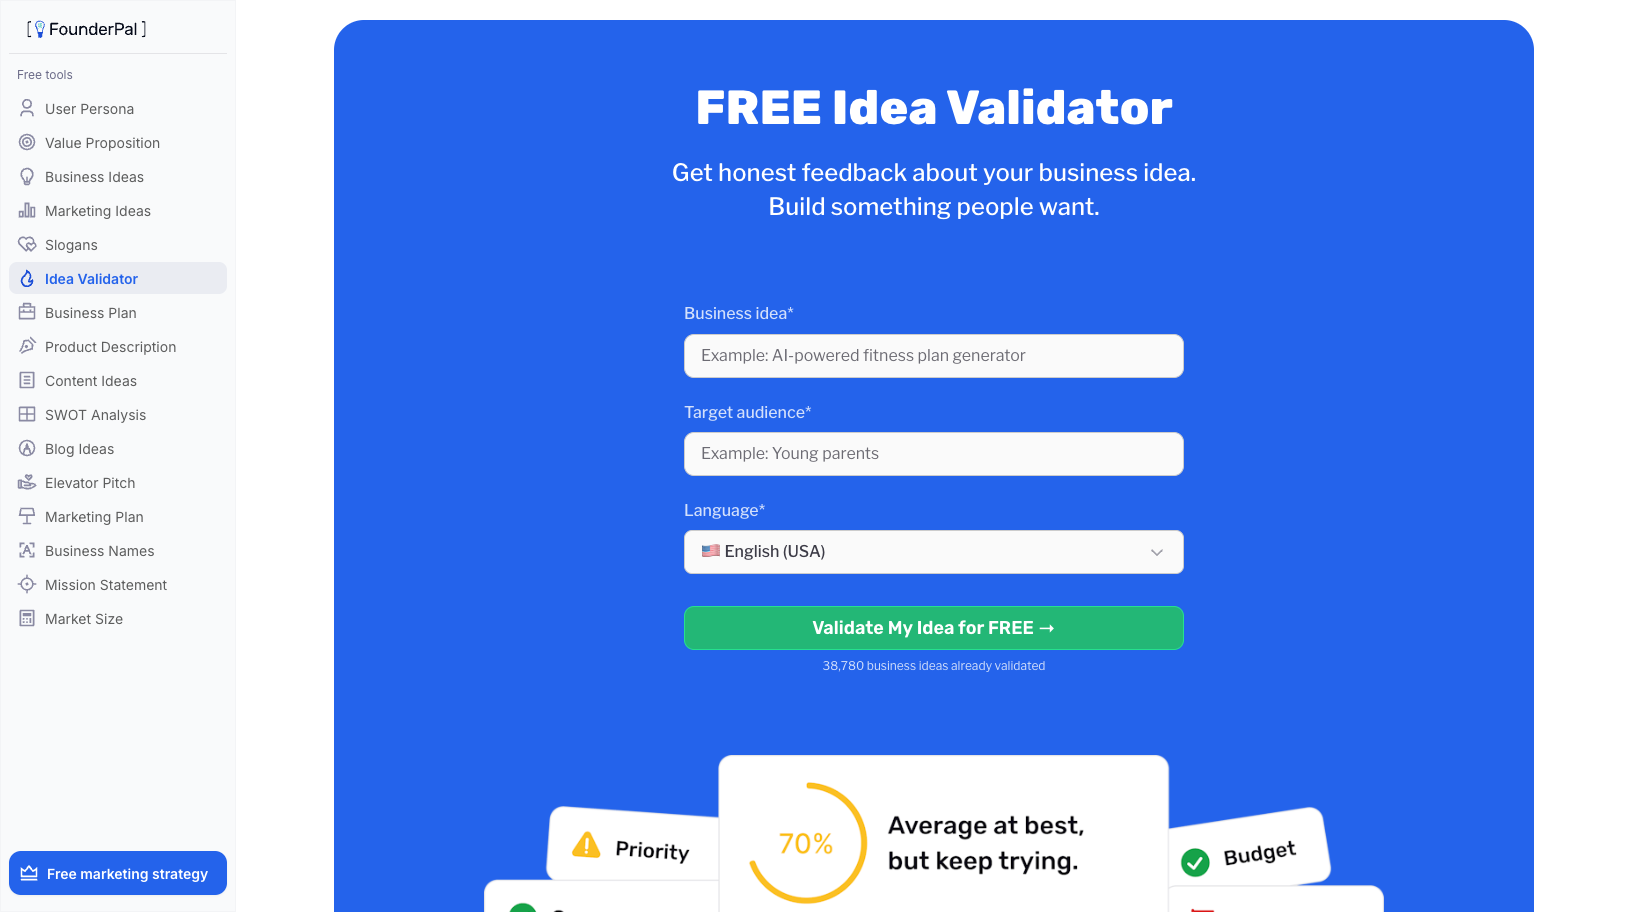 [ FounderPal ]
Free tools
User Persona
Value Proposition
Business Ideas
Marketing Ideas
Slogans
Idea Validator
Business Plan
Product Description
Content Ideas
SWOT Analysis
Blog Ideas
Elevator Pitch
Marketing Plan
Business Names
Mission Statement
Market Size
Free marketing strategy
FREE Idea Validator
Get honest feedback about your business idea.
Build something people want.
Business idea*
Example: AI-powered fitness plan generator
Target audience*
Example: Young parents
Language*
English (USA)
Validate My Idea for FREE →
38,780 business ideas already validated
Priority
70%
Average at best,
but keep trying.
Budget